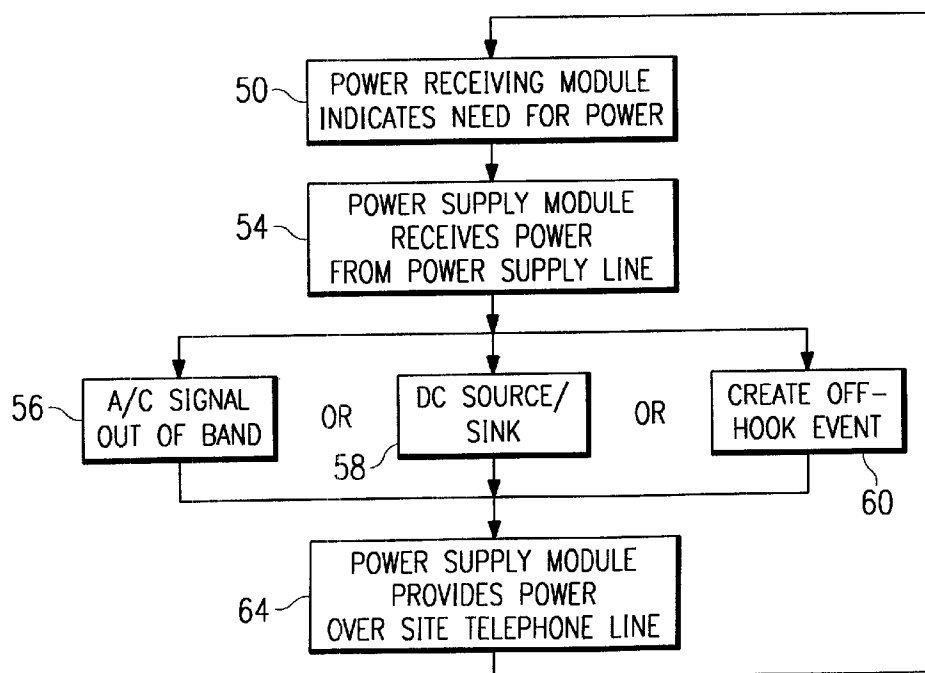 50
POWER RECEIVING MODULE
INDICATES NEED FOR POWER
54
POWER SUPPLY MODULE
RECEIVES POWER
FROM POWER SUPPLY LINE
56
A/C SIGNAL
OUT OF BAND
OR
DC SOURCE/
SINK
58
OR
CREATE OFF-
HOOK EVENT
60
64
POWER SUPPLY MODULE
PROVIDES POWER
OVER SITE TELEPHONE LINE